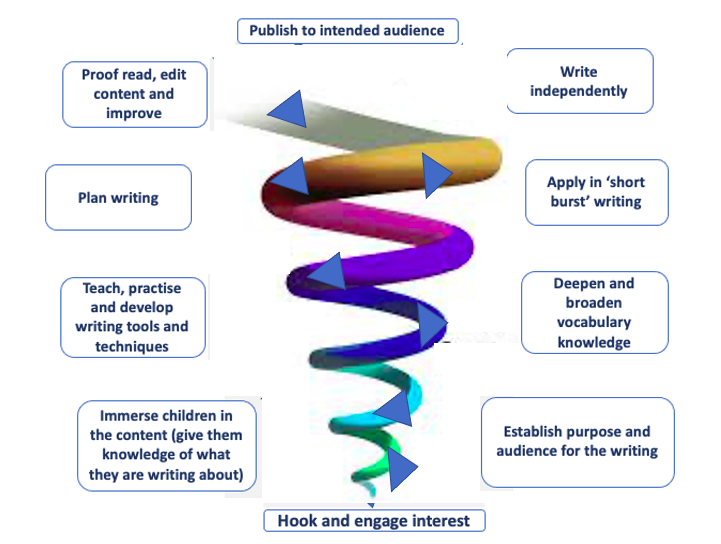 Publish to intended audience
Proof read, edit
content and
improve
Write
independently
Plan writing
Apply in ‘short
burst’ writing
Teach, practise
and develop
writing tools and
techniques
Deepen and
broaden
vocabulary
knowledge
Immerse children in
the content (give them
knowledge of what
they are writing about)
Establish purpose and
audience for the writing
Hook and engage interest